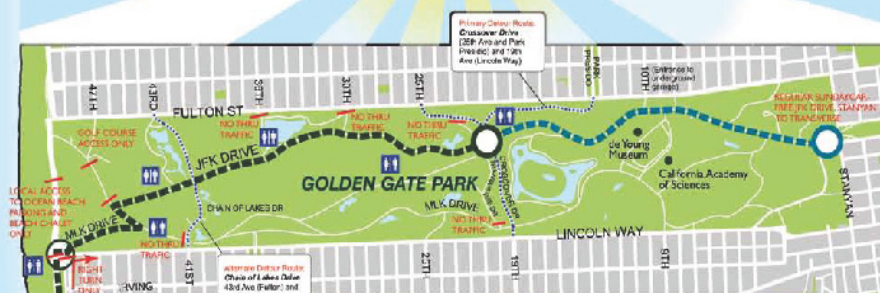 Primary Detour Route:
Crossover Drive
(25th Ave and Park
Presidio) and 19th
Ave (Lincoln Way)
47TH
43RD
FULTON ST
36TH
30TH
25TH
PARK
PRESIDIO
10TH
(Entrance to
underground
garage)
REGULAR SUNDAY CAR-
FREE JFK DRIVE, STANYAN
TO TRANSVERSE
NO THRU
TRAFFIC
NO THRU
TRAFFIC
NO THRU
TRAFFIC
GOLF COURSE
ACCESS ONLY
JFK DRIVE
de Young
Museum
California Academy
of Sciences
GOLDEN GATE PARK
LOCAL ACCESS
TO OCEAN BEACH
PARKING AND
BEACH CHALET
ONLY
MLK DRIVE
CHAIN OF LAKES DR
MLK DRIVE
CROSSOVER DR
STANYAN
NO THRU
TRAFFIC
NO THRU
TRAFFIC
LINCOLN WAY
RIGHT
TURN
ONLY
IRVING
41ST
25TH
19TH
9TH
Alternate Detour Route:
Chain of Lakes Drive
43rd Ave (Fulton) and